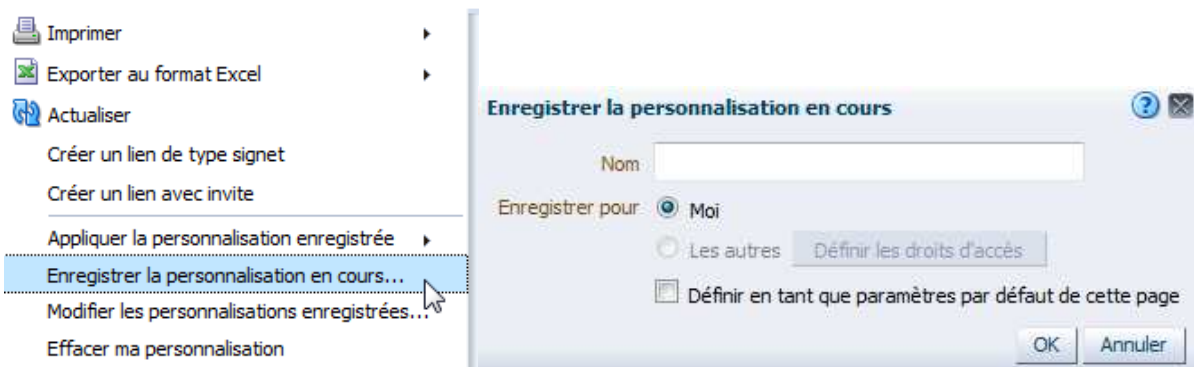 Imprimer
Exporter au format Excel
Actualiser
Créer un lien de type signet
Créer un lien avec invite
Appliquer la personnalisation enregistrée
Enregistrer la personnalisation en cours...
Modifier les personnalisations enregistrées...
Effacer ma personnalisation
Enregistrer la personnalisation en cours
Nom
Enregistrer pour Moi
Les autres Définir les droits d'accès
Définir en tant que paramètres par défaut de cette page
OK Annuler